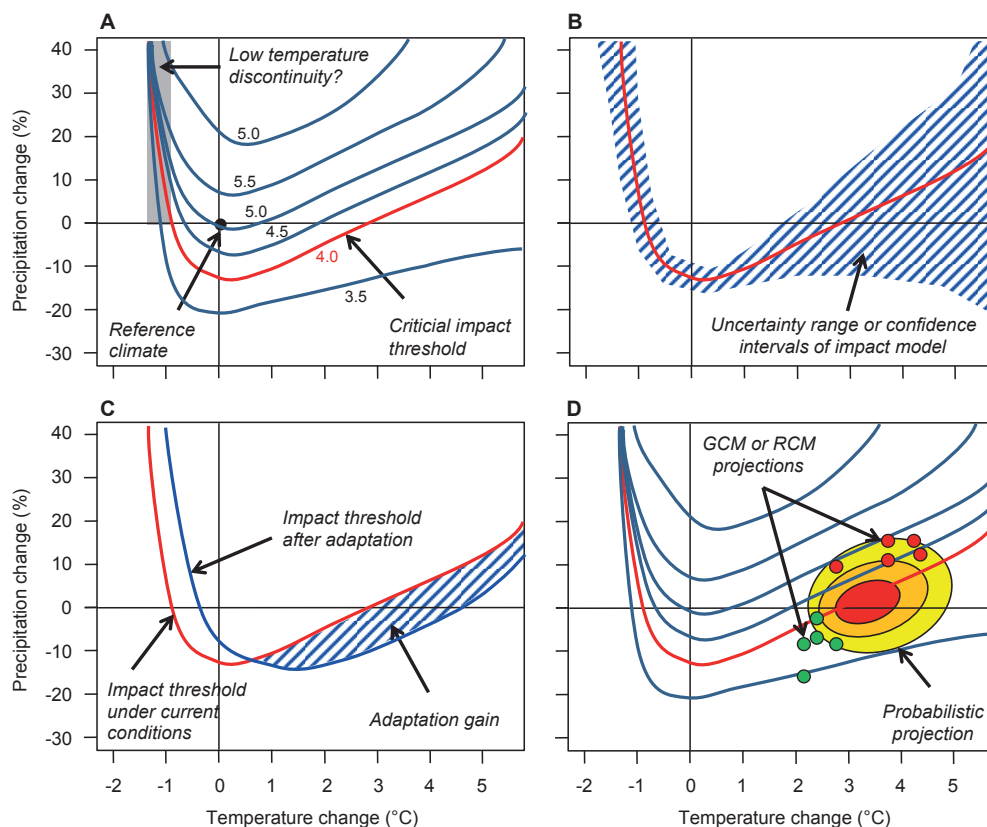 A
Low temperature
discontinuity?
5.0
5.5
5.0
4.5
4.0
3.5
Reference
climate
Criticial impact
threshold
Precipitation change (%)
40
30
20
10
0
-10
-20
-30
B
Uncertainty range or confidence
intervals of impact model
C
Impact threshold
after adaptation
Impact threshold
under current
conditions
Adaptation gain
Precipitation change (%)
40
30
20
10
0
-10
-20
-30
-2 -1 0 1 2 3 4 5
Temperature change (°C)
D
GCM or RCM
projections
Probabilistic
projection
-2 -1 0 1 2 3 4 5
Temperature change (°C)